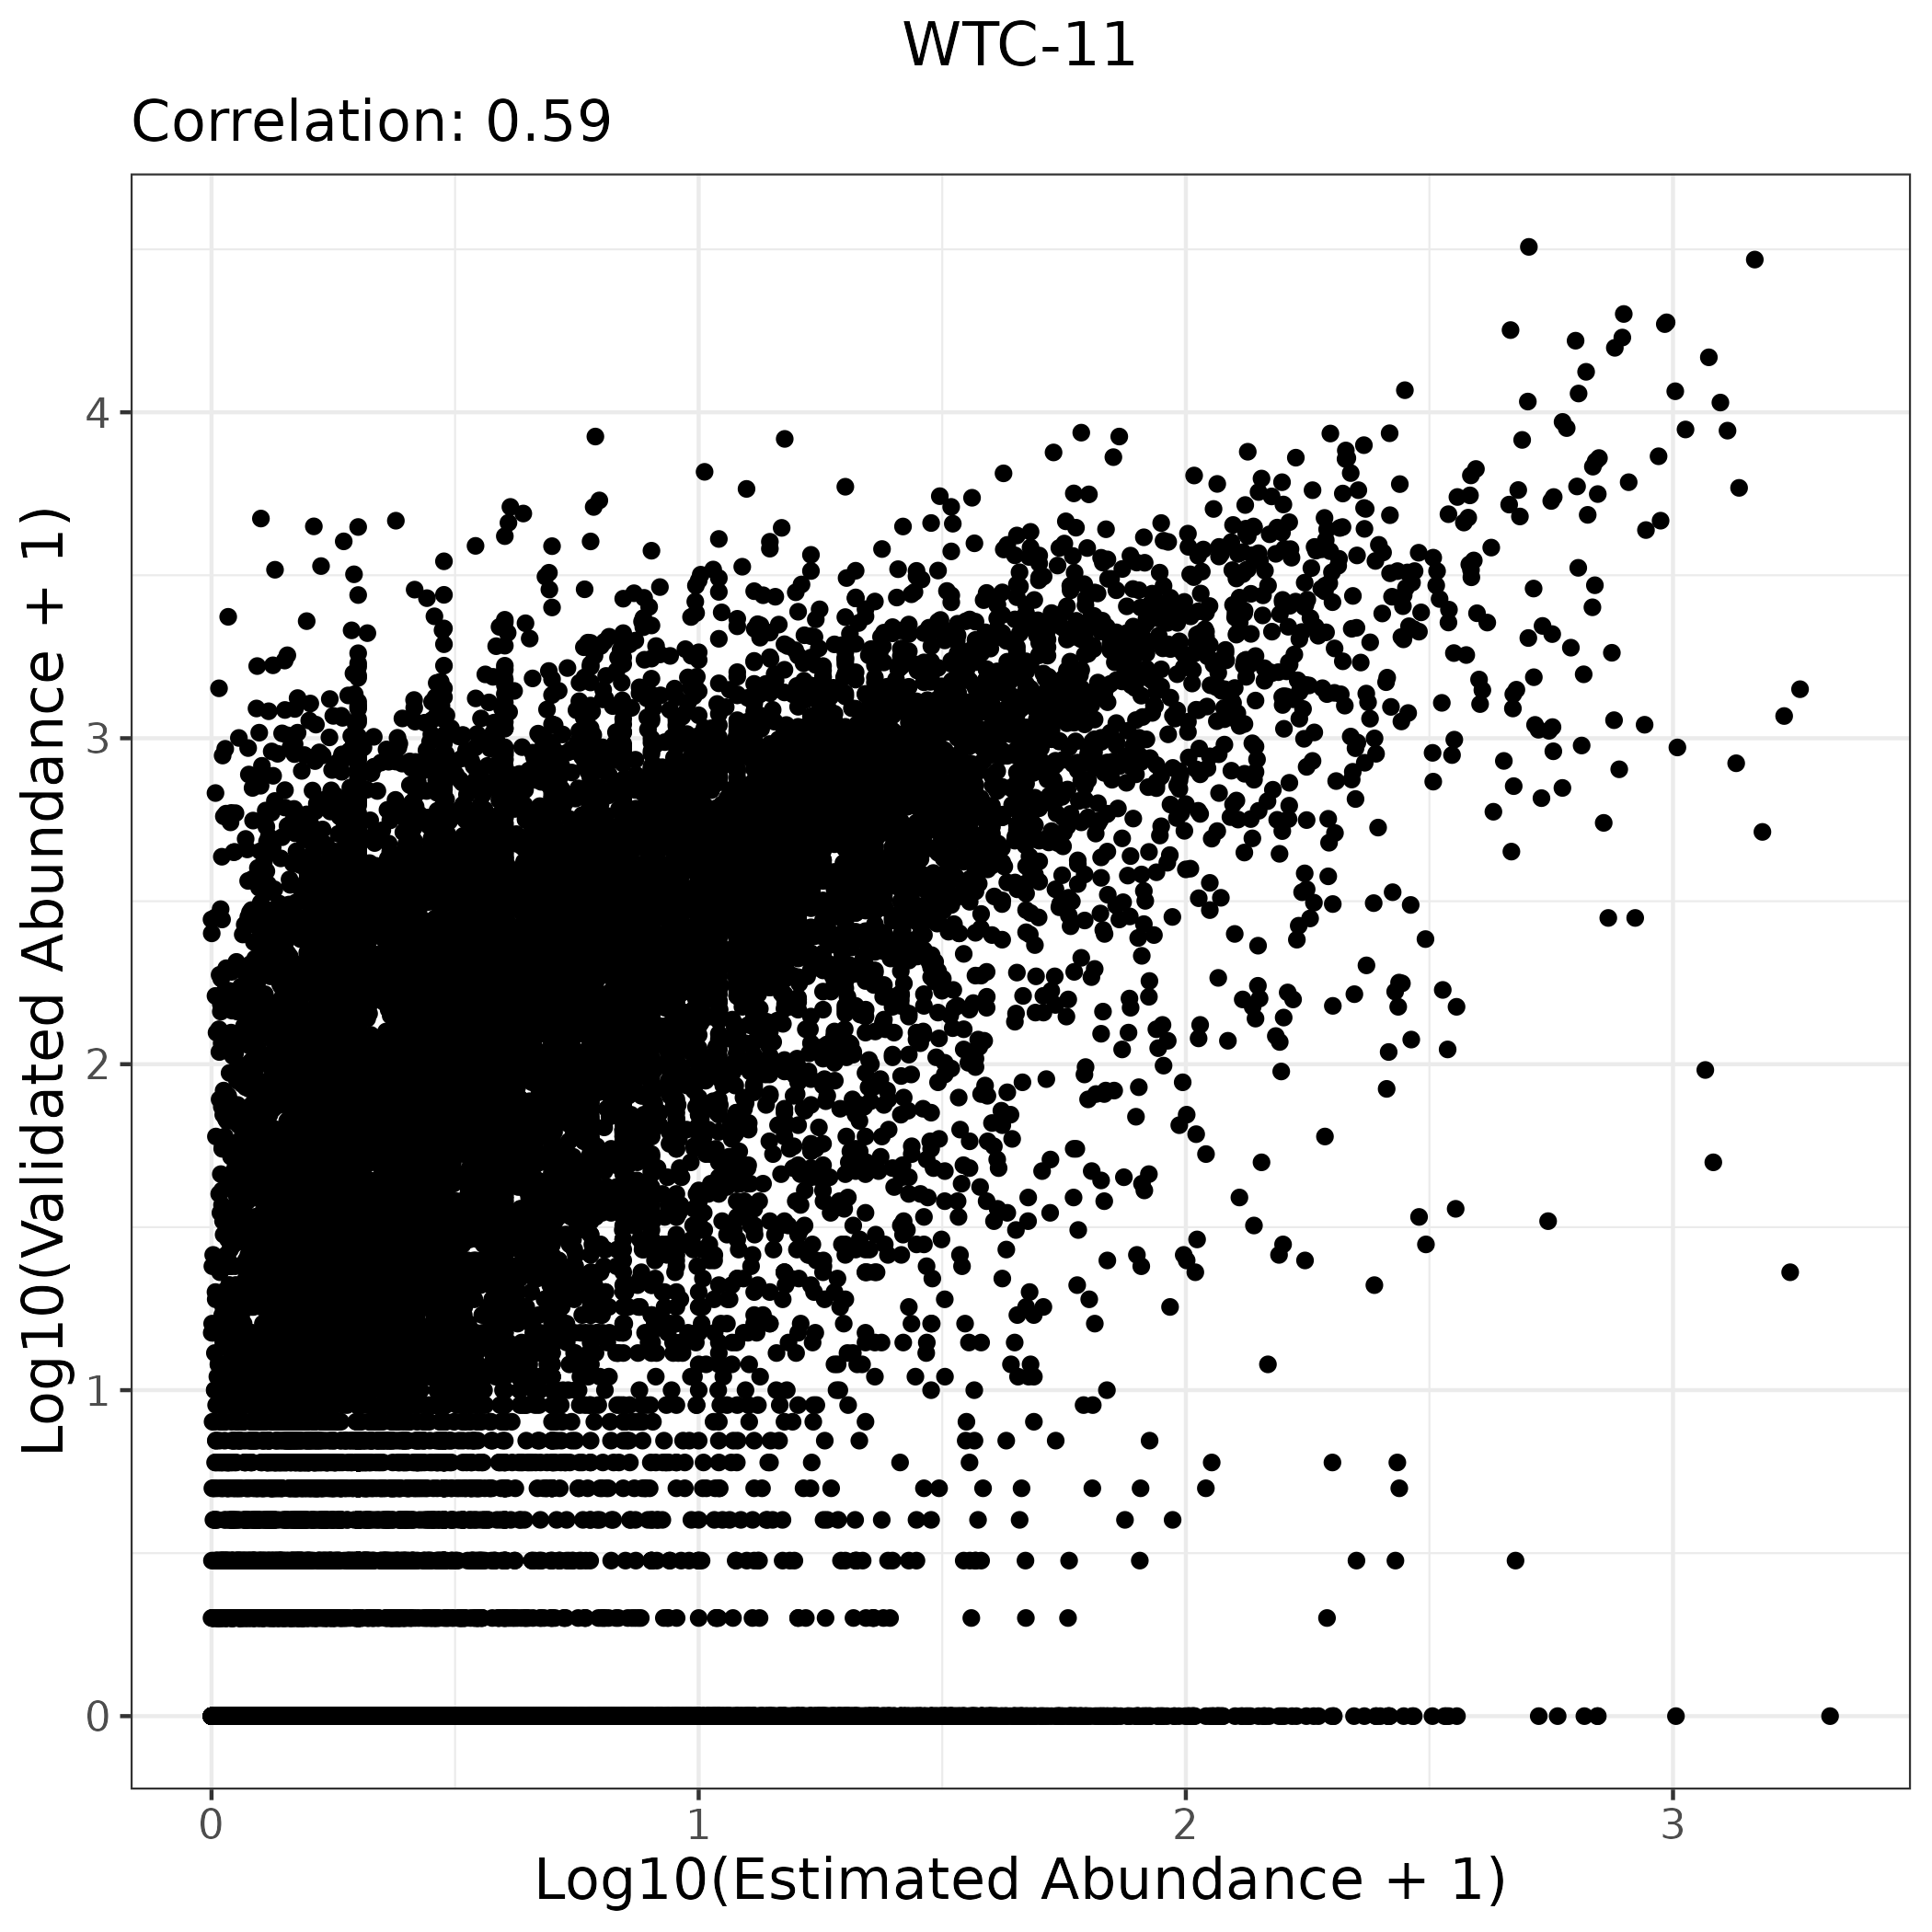 WTC-11
Correlation: 0.59
Log10(Validated Abundance + 1)
4
3
2
1
0
0 1 2 3
Log10(Estimated Abundance + 1)